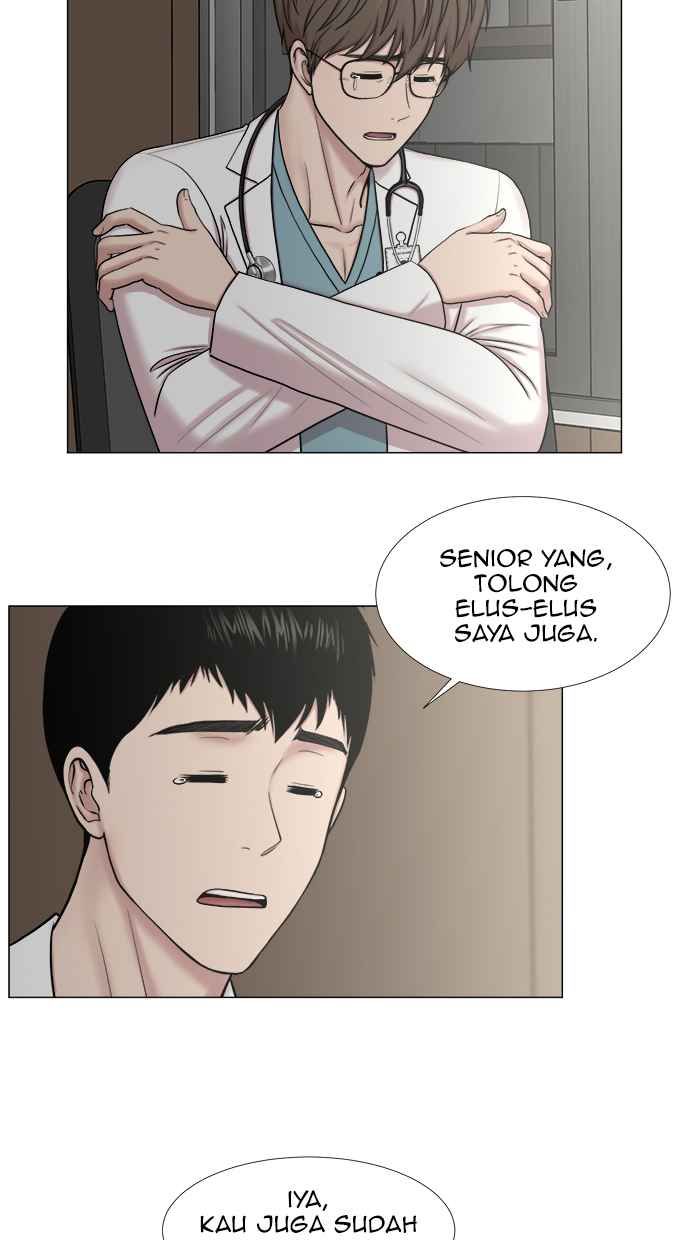 SENIOR YANG,
TOLONG
ELUS-ELUS
SAYA JUGA.
IYA,
KAU JUGA SUDAH